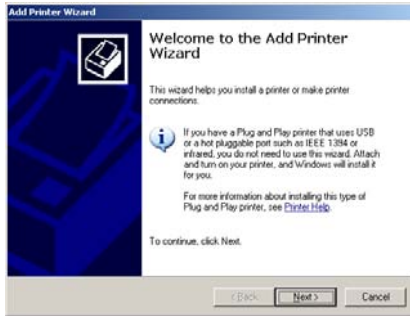 Add Printer Wizard
Welcome to the Add Printer
Wizard
This wizard helps you install a printer or make printer
connections.
If you have a Plug and Play printer that uses USB
or a hot pluggable port such as IEEE 1394 or
infrared, you do not need to use this wizard. Attach
and turn on your printer, and Windows will install it
for you.
For more information about installing this type of
Plug and Play printer, see Printer Help.
To continue, click Next.
< Back Next > Cancel